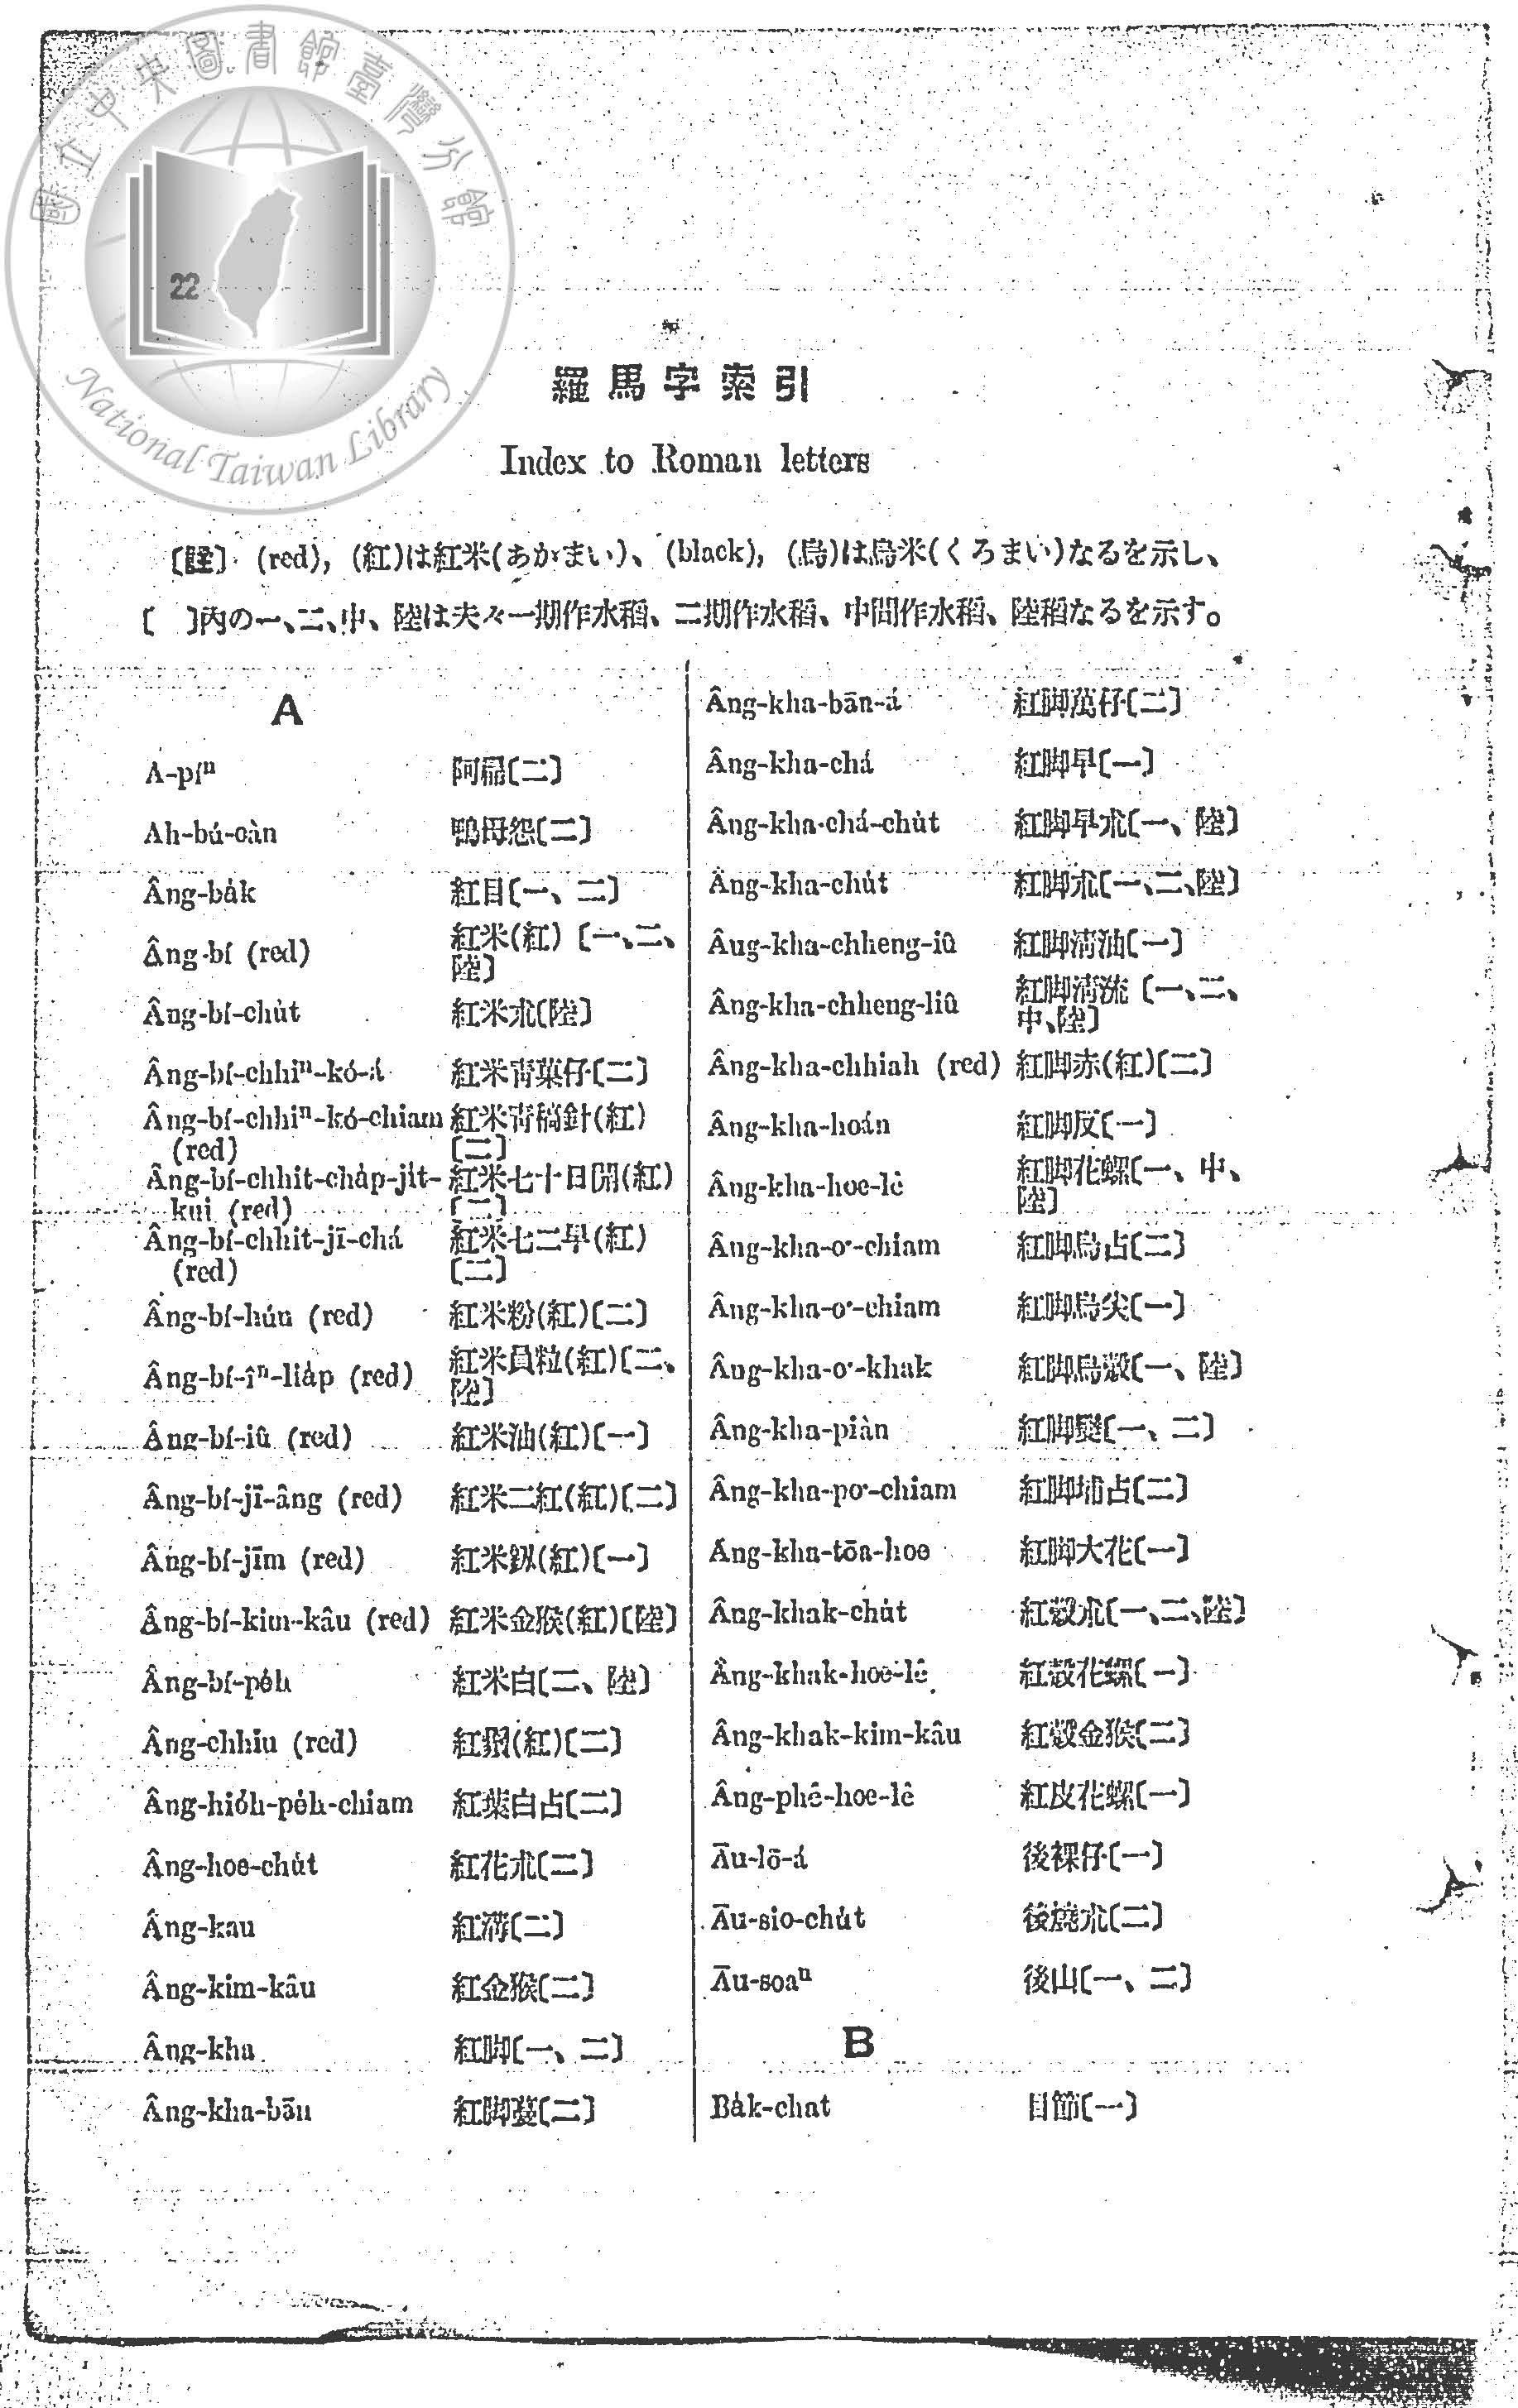 國立中央圖書館臺灣分館
National Taiwan Library
22
羅馬字索引
Index to Roman letters
〔註〕 (red), (紅)は紅米(あかまい)、(black), (烏)は烏米(くろまい)なるを示し、
〔 〕内の一、二、中、陸は夫々一期作水稻、二期作水稻、中間作水稻、陸稻なるを示す。
A
A-píⁿ 阿扁〔二〕
Ah-bú-oàn 鴨母怨〔二〕
Âng-ba̍k 紅目〔一、二〕
Âng-bí (red) 紅米(紅)〔一、二、
陸〕
Âng-bí-chu̍t 紅米朮〔陸〕
Âng-bí-chhiⁿ-kó-á 紅米靑菓仔〔二〕
Âng-bí-chhiⁿ-kó-chiam 紅米靑稿針(紅)
(red) 〔二〕
Âng-bí-chhit-cha̍p-ji̍t- 紅米七十日開(紅)
kui (red) 〔二〕
Âng-bí-chhit-jī-chá 紅米七二早(紅)
(red) 〔二〕
Âng-bí-hún (red) 紅米粉(紅)〔二〕
Âng-bí-îⁿ-lia̍p (red) 紅米員粒(紅)〔二、
陸〕
Âng-bí-iû (red) 紅米油(紅)〔一〕
Âng-bí-jī-âng (red) 紅米二紅(紅)〔二〕
Âng-bí-jīm (red) 紅米(紅)〔一〕
Âng-bí-kim-kâu (red) 紅米金猴(紅)〔陸〕
Âng-bí-pe̍h 紅米白〔二、陸〕
Âng-chhiu (red) 紅鬚(紅)〔二〕
Âng-hio̍h-pe̍h-chiam 紅葉白占〔二〕
Âng-hoe-chu̍t 紅花朮〔二〕
Âng-kau 紅溝〔二〕
Âng-kim-kâu 紅金猴〔二〕
Âng-kha 紅脚〔一、二〕
Âng-kha-bān 紅脚蔓〔二〕
Âng-kha-bān-á 紅脚萬仔〔二〕
Âng-kha-chá 紅脚早〔一〕
Âng-kha-chá-chu̍t 紅脚早朮〔一、陸〕
Âng-kha-chu̍t 紅脚朮〔一、二、陸〕
Âug-kha-chheng-iû 紅脚淸油〔一〕
Âng-kha-chheng-liû 紅脚淸流〔一、二、
中、陸〕
Âng-kha-chhiah (red) 紅脚赤(紅)〔二〕
Âng-kha-hoán 紅脚反〔一〕
Âng-kha-hoe-lê 紅脚花螺〔一、中、
陸〕
Âng-kha-o͘-chiam 紅脚烏占〔二〕
Âng-kha-o͘-chiam 紅脚烏尖〔一〕
Âng-kha-o͘-khak 紅脚烏殼〔一、陸〕
Âng-kha-piàn 紅脚變〔一、二〕
Âng-kha-po͘-chiam 紅脚埔占〔二〕
Âng-kha-tōa-hoe 紅脚大花〔一〕
Âng-khak-chu̍t 紅殼朮〔一、二、陸〕
Âng-khak-hoe-lê 紅殼花螺〔一〕
Âng-khak-kim-kâu 紅殼金猴〔二〕
Âng-phê-hoe-lê 紅皮花螺〔一〕
Āu-lō-á 後裸仔〔一〕
Āu-sio-chu̍t 後燒朮〔二〕
Āu-soaⁿ 後山〔一、二〕
B
Ba̍k-chat 目節〔一〕